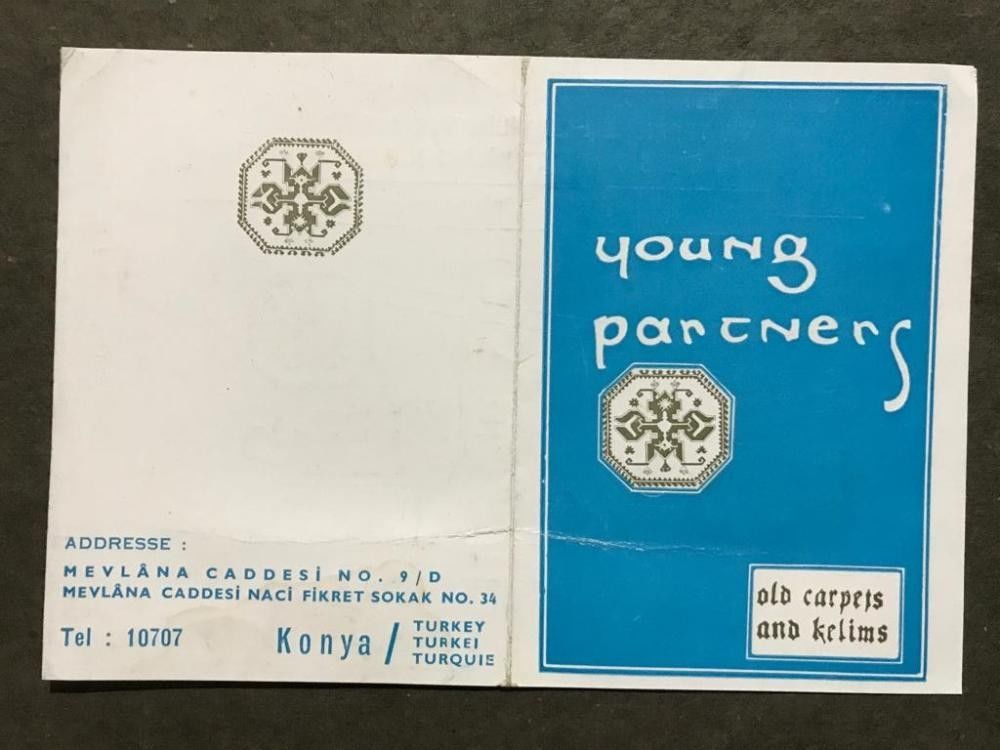 ADDRESSE :
MEVLÂNA CADDESİ NO. 9/D
MEVLÂNA CADDESİ NACİ FİKRET SOKAK NO. 34
Tel : 10707
Konya /
TURKEY
TURKEI
TURQUIE
young
partners
old carpets
and kelims